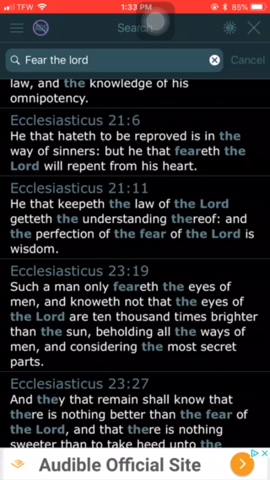 TFW 1:33 PM 85%
Search
Fear the lord Cancel
law, and the knowledge of his
omnipotency.
Ecclesiasticus 21:6
He that hateth to be reproved is in the
way of sinners: but he that feareth the
Lord will repent from his heart.
Ecclesiasticus 21:11
He that keepeth the law of the Lord
getteth the understanding thereof: and
the perfection of the fear of the Lord is
wisdom.
Ecclesiasticus 23:19
Such a man only feareth the eyes of
men, and knoweth not that the eyes of
the Lord are ten thousand times brighter
than the sun, beholding all the ways of
men, and considering the most secret
parts.
Ecclesiasticus 23:27
And they that remain shall know that
there is nothing better than the fear of
the Lord, and that there is nothing
sweeter than to take heed unto the
Audible Official Site